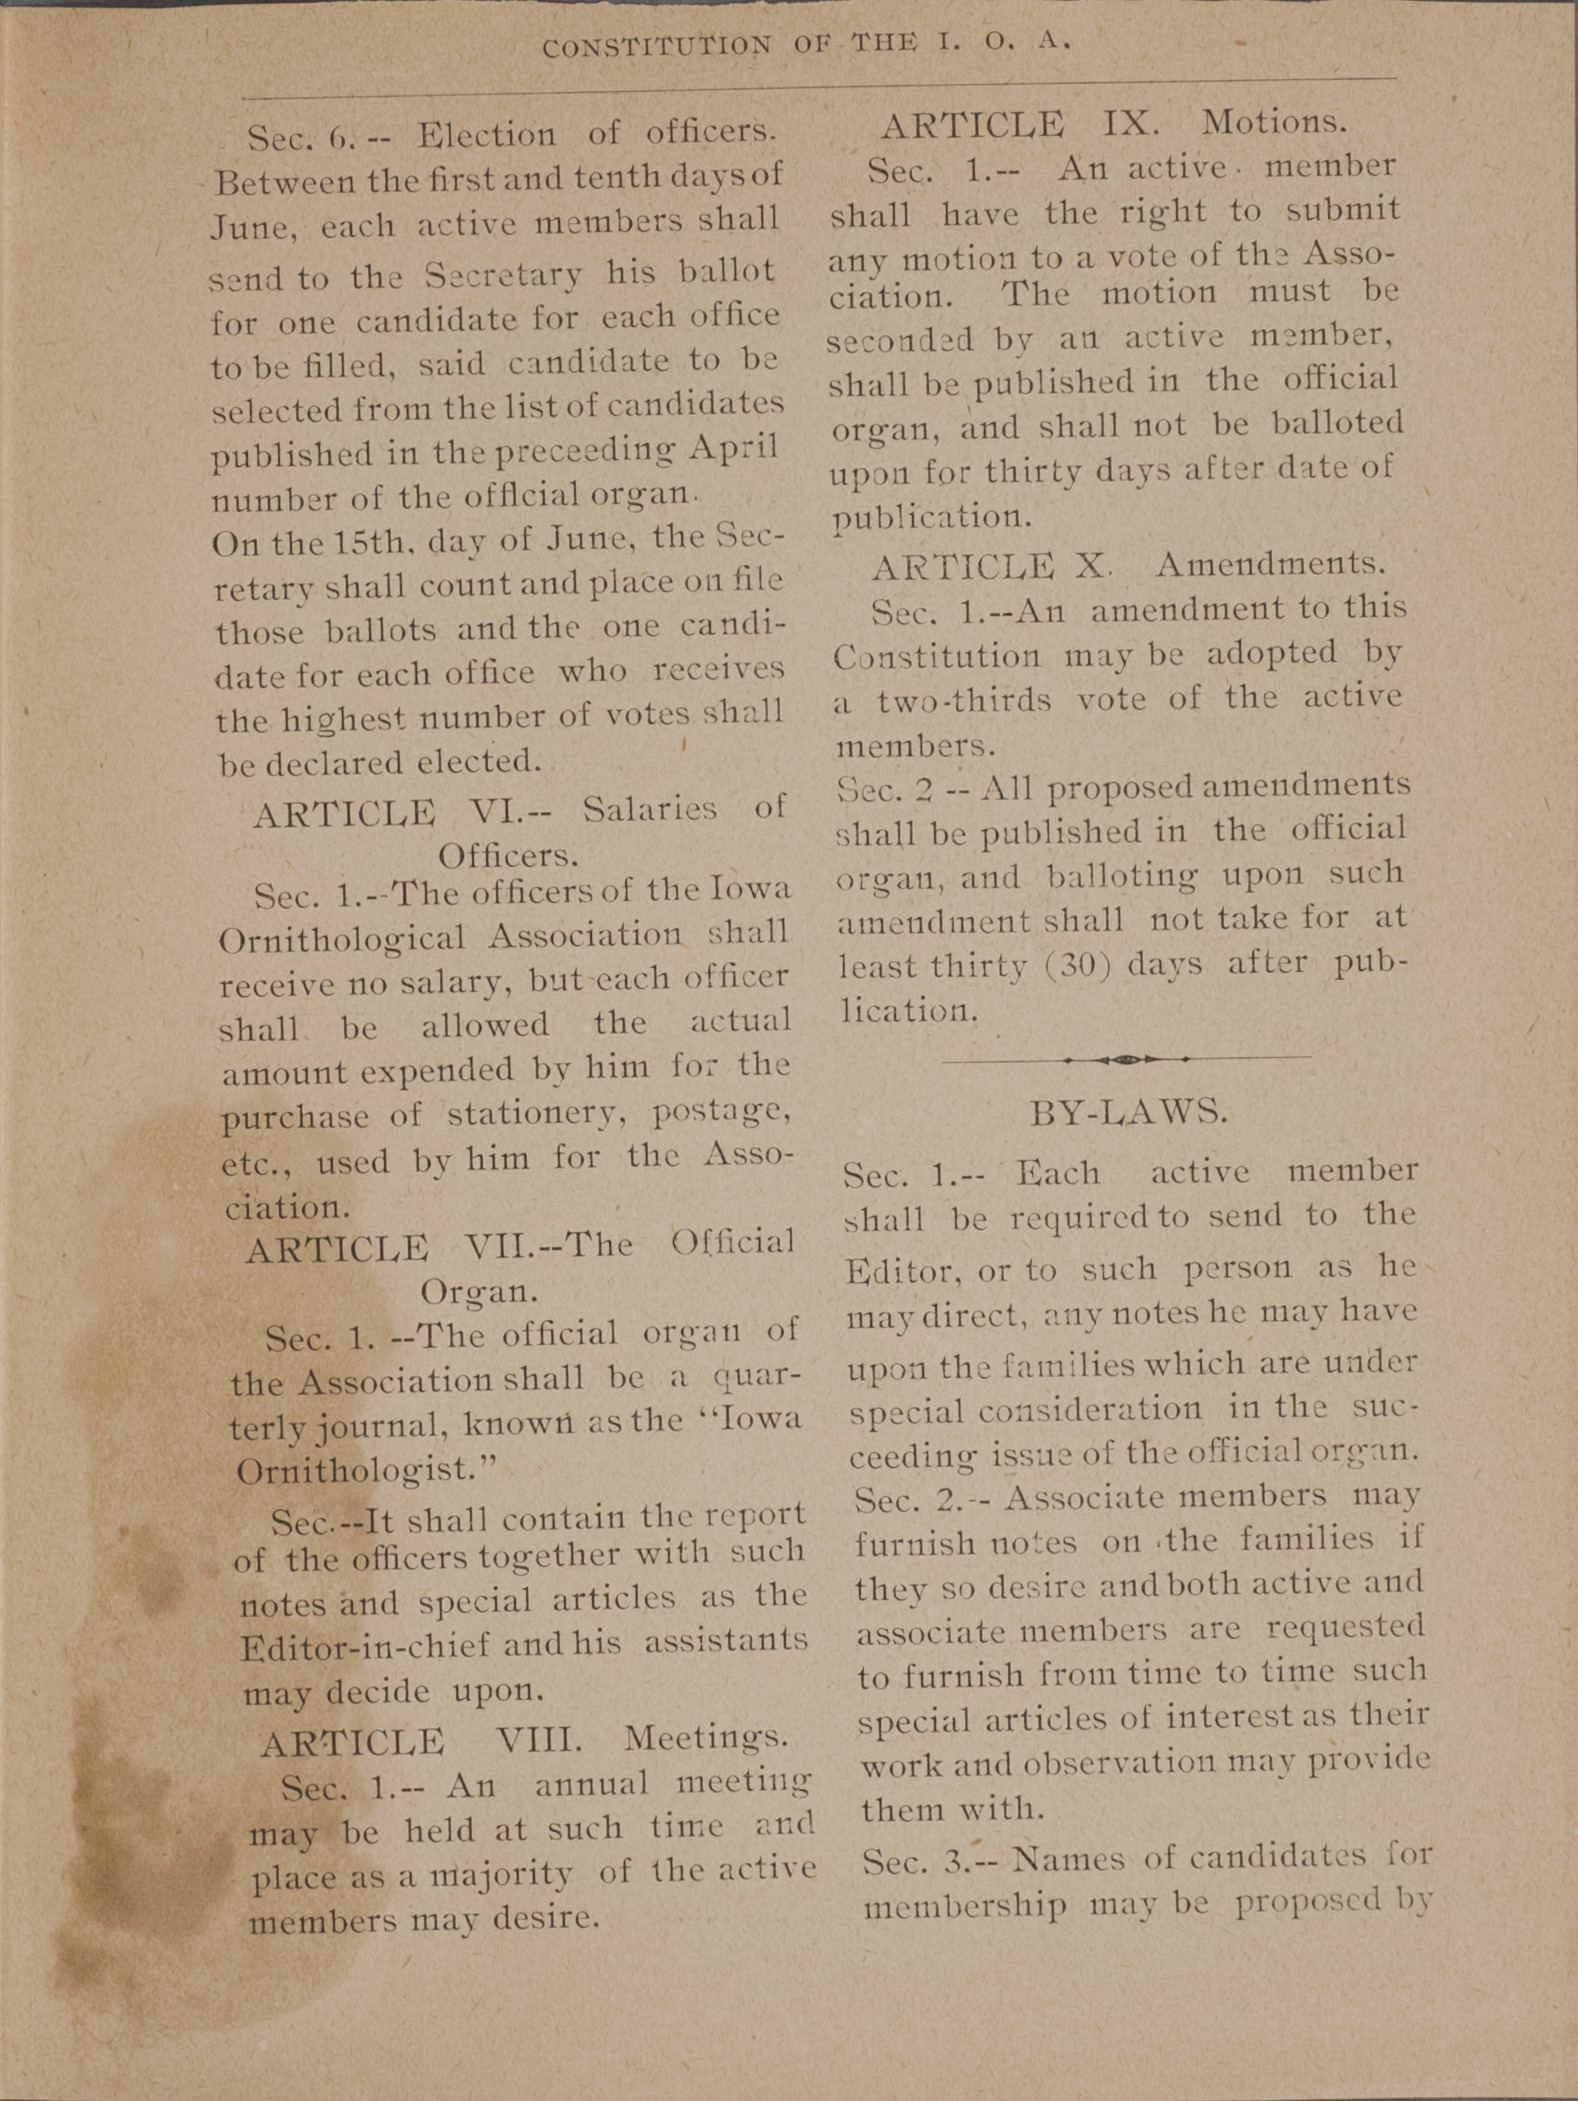 CONSTITUTION OF THE I. O. A.
Sec. 6. -- Election of officers.
Between the first and tenth days of
June, each active members shall
send to the Secretary his ballot
for one candidate for each office
to be filled, said candidate to be
selected from the list of candidates
published in the preceeding April
number of the official organ.
On the 15th. day of June, the Sec-
retary shall count and place on file
those ballots and the one candi-
date for each office who receives
the highest number of votes shall
be declared elected.
ARTICLE VI.-- Salaries of
Officers.
Sec. 1.--The officers of the Iowa
Ornithological Association shall
receive no salary, but each officer
shall be allowed the actual
amount expended by him for the
purchase of stationery, postage,
etc., used by him for the Asso-
ciation.
ARTICLE VII.--The Official
Organ.
Sec. 1. --The official organ of
the Association shall be a quar-
terly journal, known as the "Iowa
Ornithologist."
Sec.--It shall contain the report
of the officers together with such
notes and special articles as the
Editor-in-chief and his assistants
may decide upon.
ARTICLE VIII. Meetings.
Sec. 1.-- An annual meeting
may be held at such time and
place as a majority of the active
members may desire.
ARTICLE IX. Motions.
Sec. 1.-- An active member
shall have the right to submit
any motion to a vote of the Asso-
ciation. The motion must be
seconded by an active member,
shall be published in the official
organ, and shall not be balloted
upon for thirty days after date of
publication.
ARTICLE X. Amendments.
Sec. 1.--An amendment to this
Constitution may be adopted by
a two-thirds vote of the active
members.
Sec. 2 -- All proposed amendments
shall be published in the official
organ, and balloting upon such
amendment shall not take for at
least thirty (30) days after pub-
lication.
BY-LAWS.
Sec. 1.-- Each active member
shall be required to send to the
Editor, or to such person as he
may direct, any notes he may have
upon the families which are under
special consideration in the suc-
ceeding issue of the official organ.
Sec. 2.-- Associate members may
furnish notes on the families if
they so desire and both active and
associate members are requested
to furnish from time to time such
special articles of interest as their
work and observation may provide
them with.
Sec. 3.-- Names of candidates for
membership may be proposed by